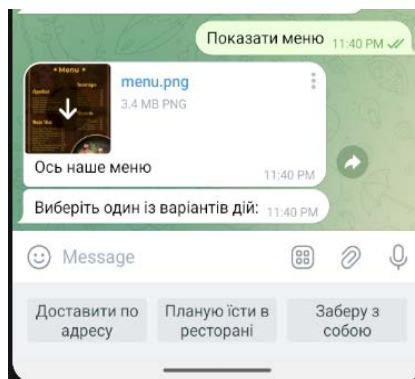 Показати меню 11:40 PM
Menu
menu.png
3.4 MB PNG
Ось наше меню 11:40 PM
Виберіть один із варіантів дій: 11:40 PM
Message
Доставити по
адресу
Планую їсти в
ресторані
Заберу з
собою